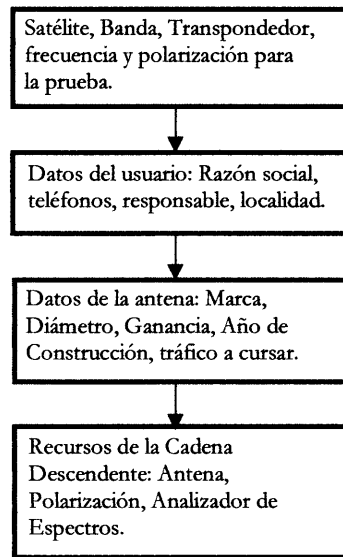 Satélite, Banda, Transpondedor,
frecuencia y polarización para
la prueba.
Datos del usuario: Razón social,
teléfonos, responsable, localidad.
Datos de la antena: Marca,
Diámetro, Ganancia, Año de
Construcción, tráfico a cursar.
Recursos de la Cadena
Descendente: Antena,
Polarización, Analizador de
Espectros.